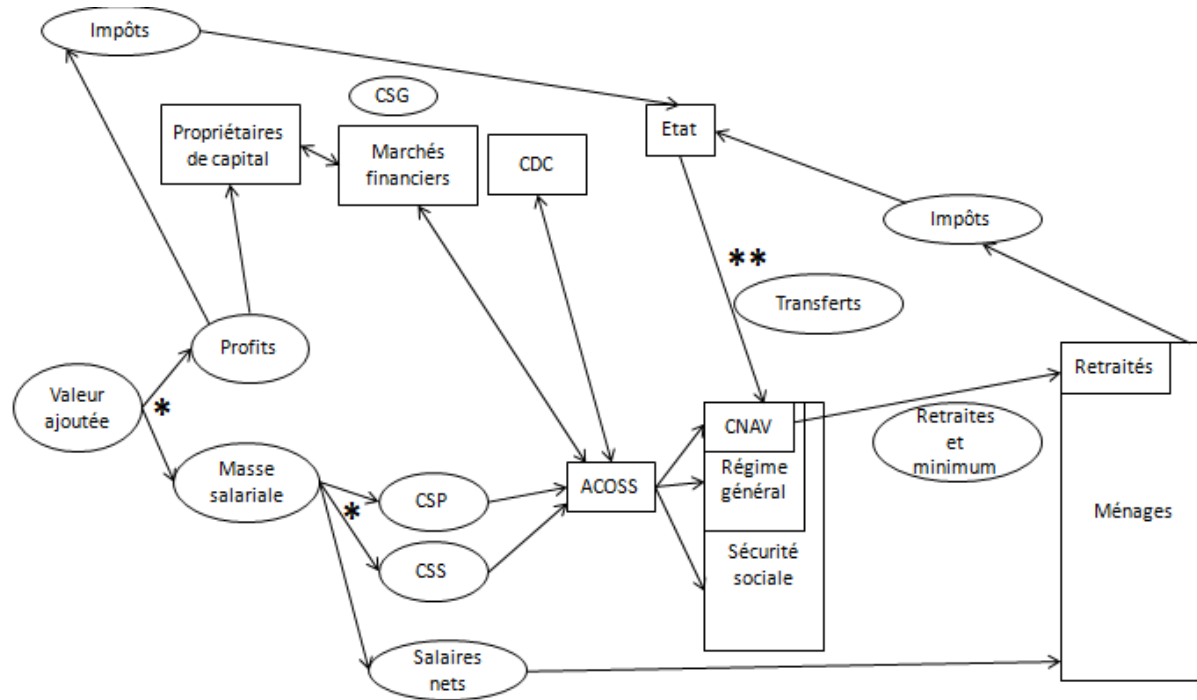 Impôts
CSG
Propriétaires
de capital
Marchés
financiers
CDC
Etat
Impôts
**
Transferts
Profits
Valeur
ajoutée
*
Retraités
CNAV
Retraites
et
minimum
Masse
salariale
Régime
général
ACOSS
CSP
*
Ménages
Sécurité
sociale
CSS
Salaires
nets